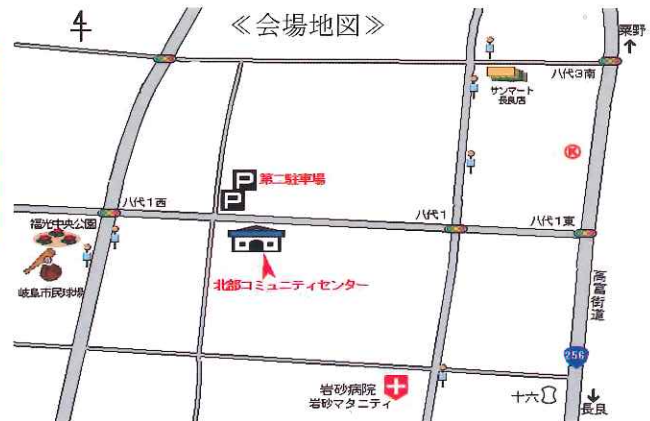 ≪会場地図≫
粟野
八代3南
サンマート
長良店
K
P
第二駐車場
P
八代1西
八代1
八代1東
福光中央公園
北部コミュニティセンター
岐阜市民球場
高富街道
256
岩砂病院
岩砂マタニティ
十六
長良